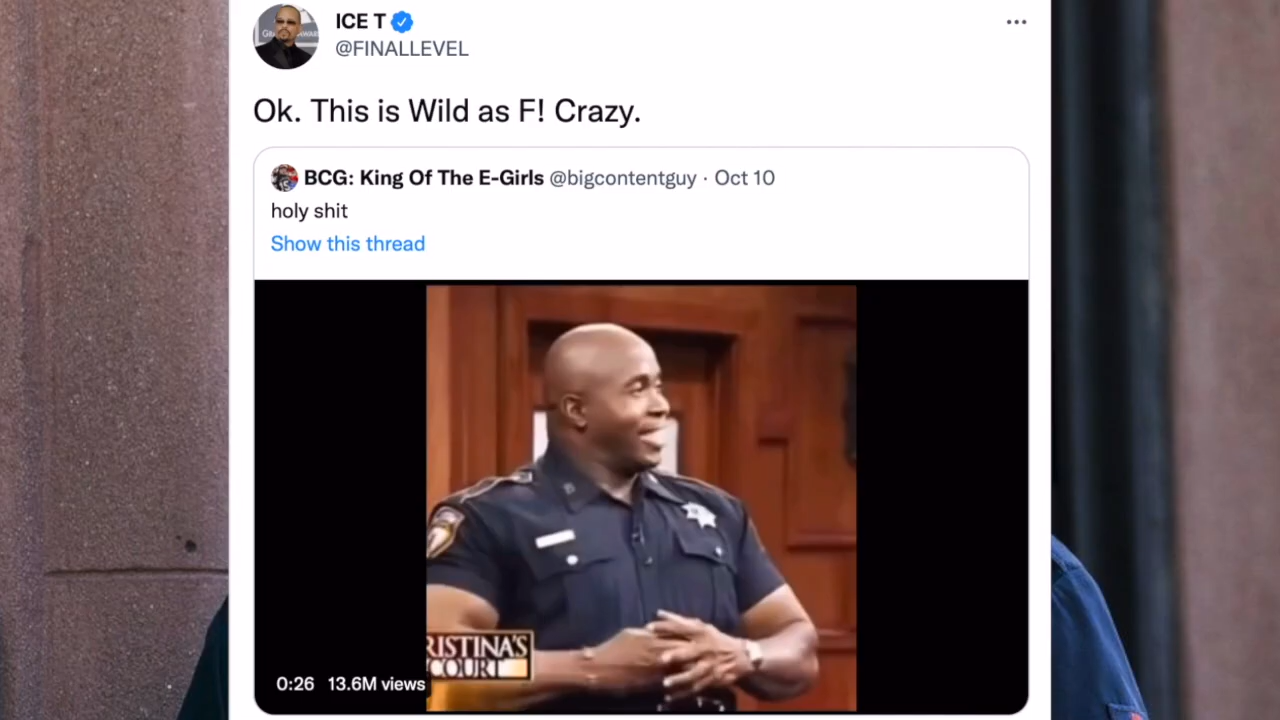 ICE T
@FINALLEVEL
Ok. This is Wild as F! Crazy.
BCG: King Of The E-Girls @bigcontentguy · Oct 10
holy shit
Show this thread
RISTINA'S
COURT
0:26 13.6M views